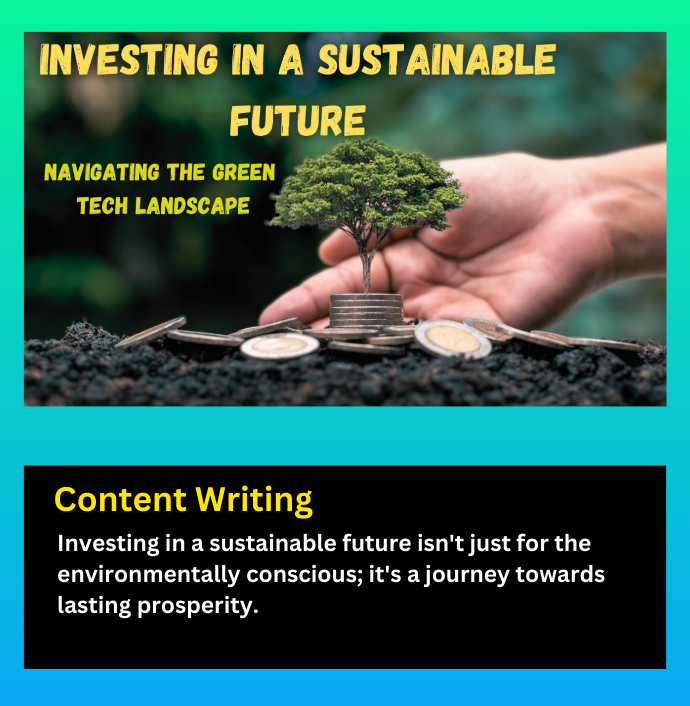 INVESTING IN A SUSTAINABLE
FUTURE
NAVIGATING THE GREEN
TECH LANDSCAPE
Content Writing
Investing in a sustainable future isn't just for the
environmentally conscious; it's a journey towards
lasting prosperity.